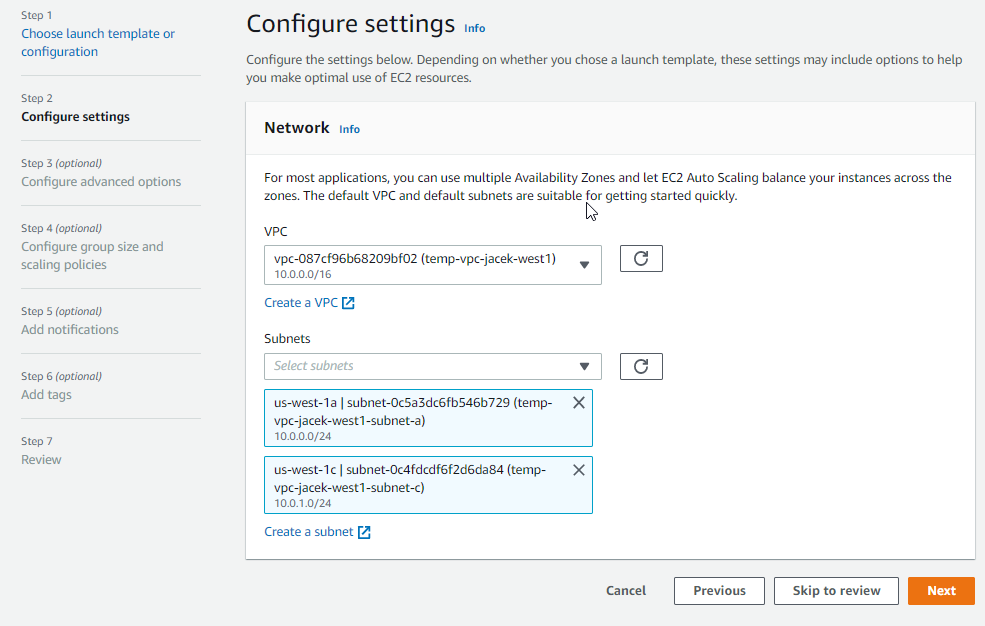 Step 1
Choose launch template or
configuration
Step 2
Configure settings
Step 3 (optional)
Configure advanced options
Step 4 (optional)
Configure group size and
scaling policies
Step 5 (optional)
Add notifications
Step 6 (optional)
Add tags
Step 7
Review
Configure settings Info
Configure the settings below. Depending on whether you chose a launch template, these settings may include options to help
you make optimal use of EC2 resources.
Network Info
For most applications, you can use multiple Availability Zones and let EC2 Auto Scaling balance your instances across the
zones. The default VPC and default subnets are suitable for getting started quickly.
VPC
vpc-087cf96b68209bf02 (temp-vpc-jacek-west1)
10.0.0.0/16
Create a VPC
Subnets
Select subnets
us-west-1a | subnet-0c5a3dc6fb546b729 (temp-
vpc-jacek-west1-subnet-a)
10.0.0.0/24
us-west-1c | subnet-0c4fdcdf6f2d6da84 (temp-
vpc-jacek-west1-subnet-c)
10.0.1.0/24
Create a subnet
Cancel
Previous
Skip to review
Next